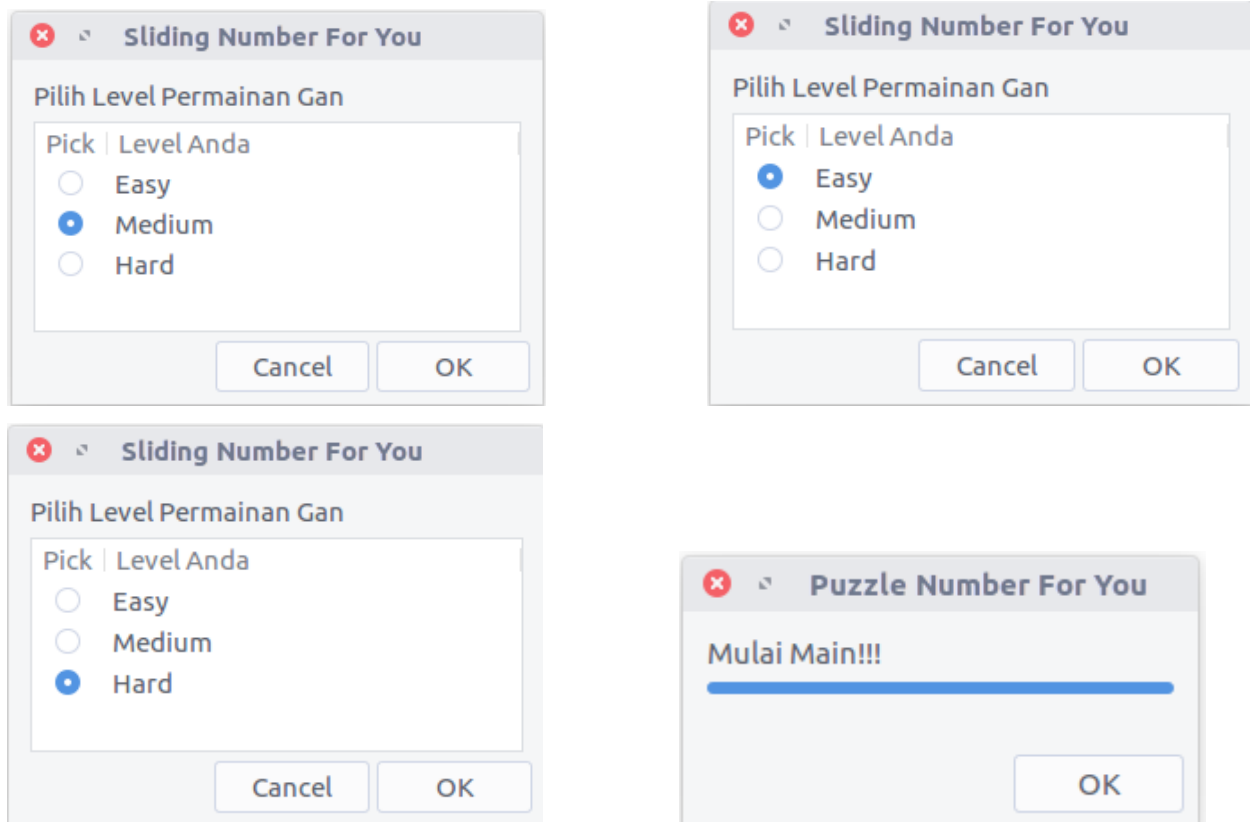 Sliding Number For You
Pilih Level Permainan Gan
Pick Level Anda
Easy
Medium
Hard
Cancel OK
Sliding Number For You
Pilih Level Permainan Gan
Pick Level Anda
Easy
Medium
Hard
Cancel OK
Sliding Number For You
Pilih Level Permainan Gan
Pick Level Anda
Easy
Medium
Hard
Cancel OK
Puzzle Number For You
Mulai Main!!!
OK